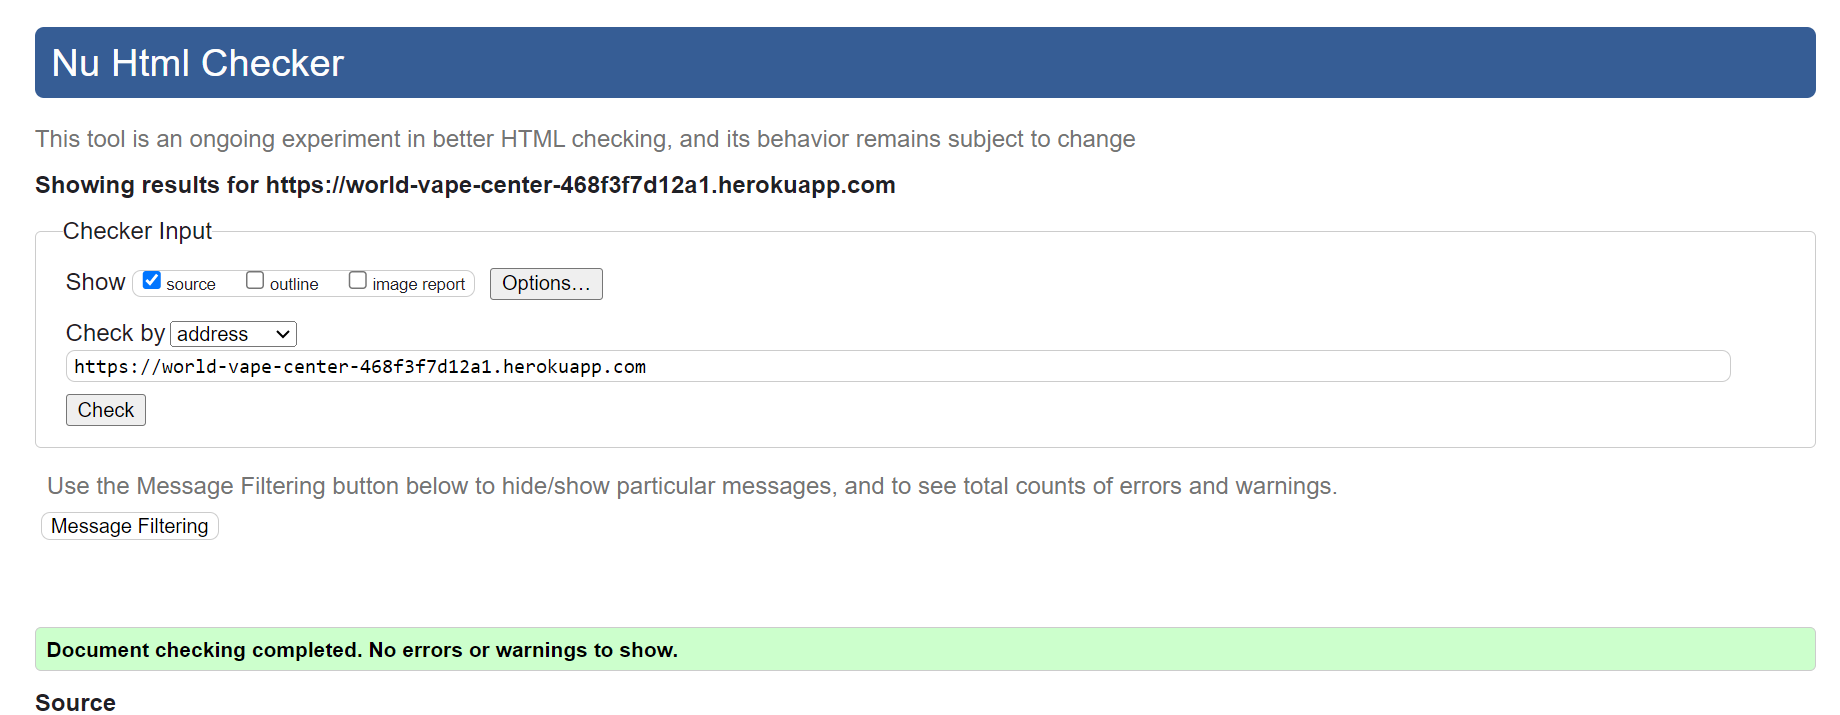 Nu Html Checker
This tool is an ongoing experiment in better HTML checking, and its behavior remains subject to change
Showing results for https://world-vape-center-468f3f7d12a1.herokuapp.com
Checker Input
Show source outline image report Options...
Check by address
https://world-vape-center-468f3f7d12a1.herokuapp.com
Check
Use the Message Filtering button below to hide/show particular messages, and to see total counts of errors and warnings.
Message Filtering
Document checking completed. No errors or warnings to show.
Source